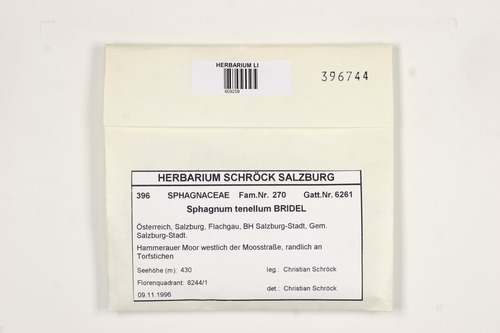 HERBARIUM LI
609258
396744
HERBARIUM SCHRÖCK SALZBURG
396 SPHAGNACEAE Fam.Nr. 270 Gatt.Nr. 6261
Sphagnum tenellum BRIDEL
Österreich, Salzburg, Flachgau, BH Salzburg-Stadt, Gem.
Salzburg-Stadt.
Hammerauer Moor westlich der Moosstraße, randlich an
Torfstichen
Seehöhe (m): 430 leg.: Christian Schröck
Florenquadrant: 8244/1
09.11.1996 det.: Christian Schröck